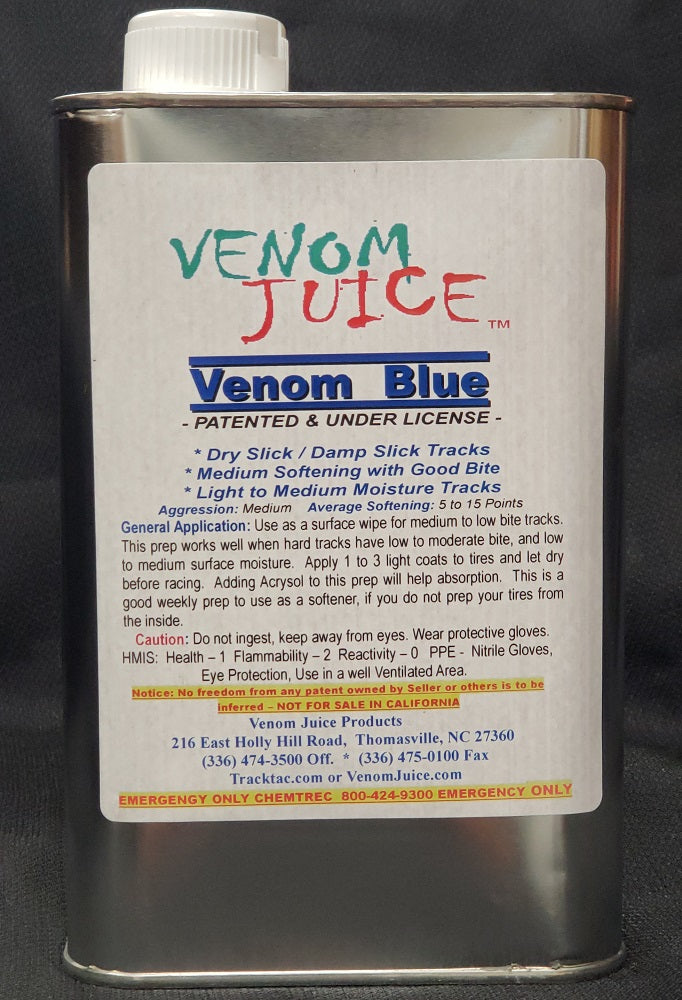 VENOM
JUICE TM
Venom Blue
- PATENTED & UNDER LICENSE -
* Dry Slick / Damp Slick Tracks
* Medium Softening with Good Bite
* Light to Medium Moisture Tracks
Aggression: Medium Average Softening: 5 to 15 Points
General Application: Use as a surface wipe for medium to low bite tracks.
This prep works well when hard tracks have low to moderate bite, and low
to medium surface moisture. Apply 1 to 3 light coats to tires and let dry
before racing. Adding Acrysol to this prep will help absorption. This is a
good weekly prep to use as a softener, if you do not prep your tires from
the inside.
Caution: Do not ingest, keep away from eyes. Wear protective gloves.
HMIS: Health – 1 Flammability – 2 Reactivity – 0 PPE - Nitrile Gloves,
Eye Protection, Use in a well Ventilated Area.
Notice: No freedom from any patent owned by Seller or others is to be
inferred – NOT FOR SALE IN CALIFORNIA
Venom Juice Products
216 East Holly Hill Road, Thomasville, NC 27360
(336) 474-3500 Off. * (336) 475-0100 Fax
Tracktac.com or VenomJuice.com
EMERGENGY ONLY CHEMTREC 800-424-9300 EMERGENCY ONLY